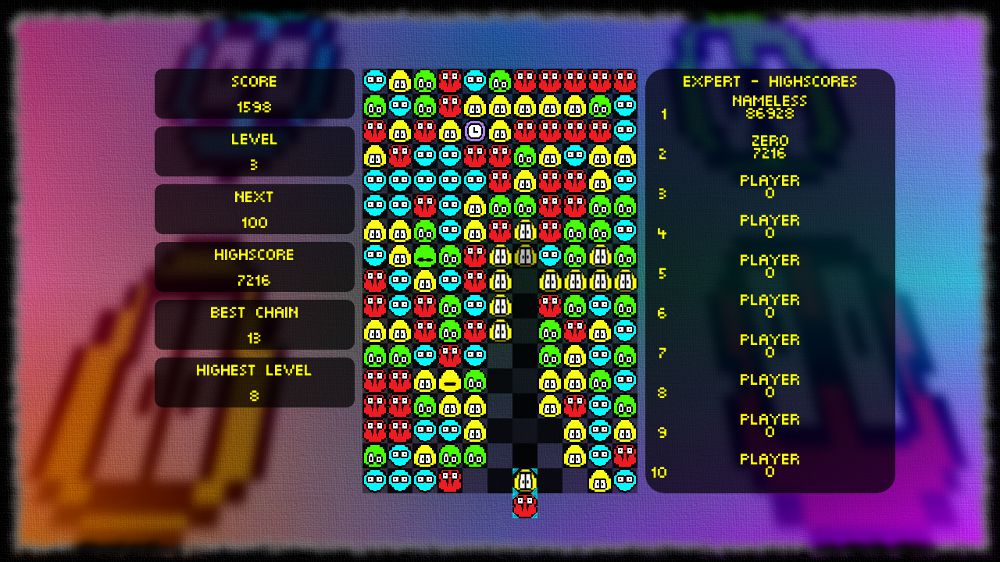 SCORE
1598
LEVEL
3
NEXT
100
HIGHSCORE
7216
BEST CHAIN
13
HIGHEST LEVEL
8
EXPERT - HIGHSCORES
1 NAMELESS
86928
2 ZERO
7216
3 PLAYER
0
4 PLAYER
0
5 PLAYER
0
6 PLAYER
0
7 PLAYER
0
8 PLAYER
0
9 PLAYER
0
10 PLAYER
0